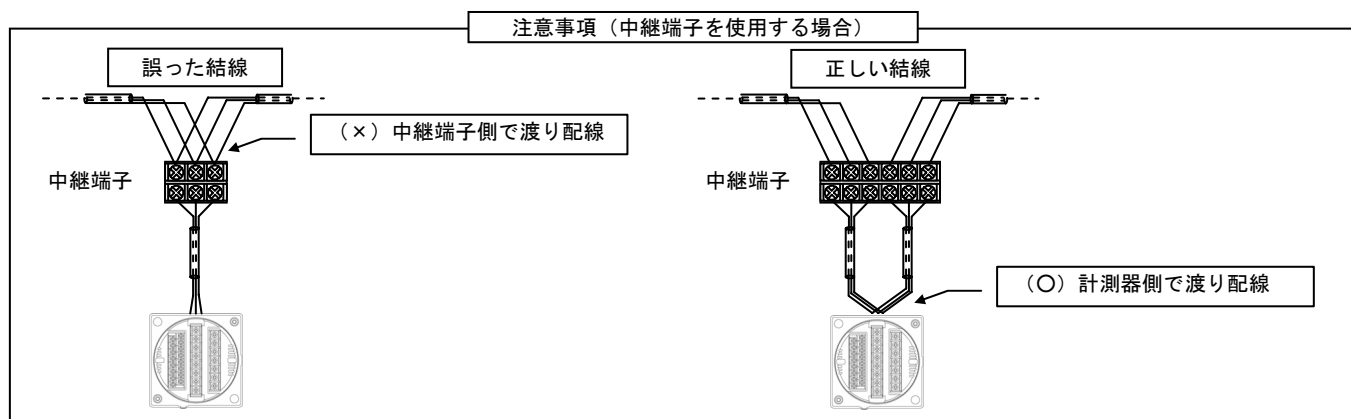 注意事項（中継端子を使用する場合）
誤った結線
正しい結線
（×）中継端子側で渡り配線
中継端子
中継端子
（○）計測器側で渡り配線